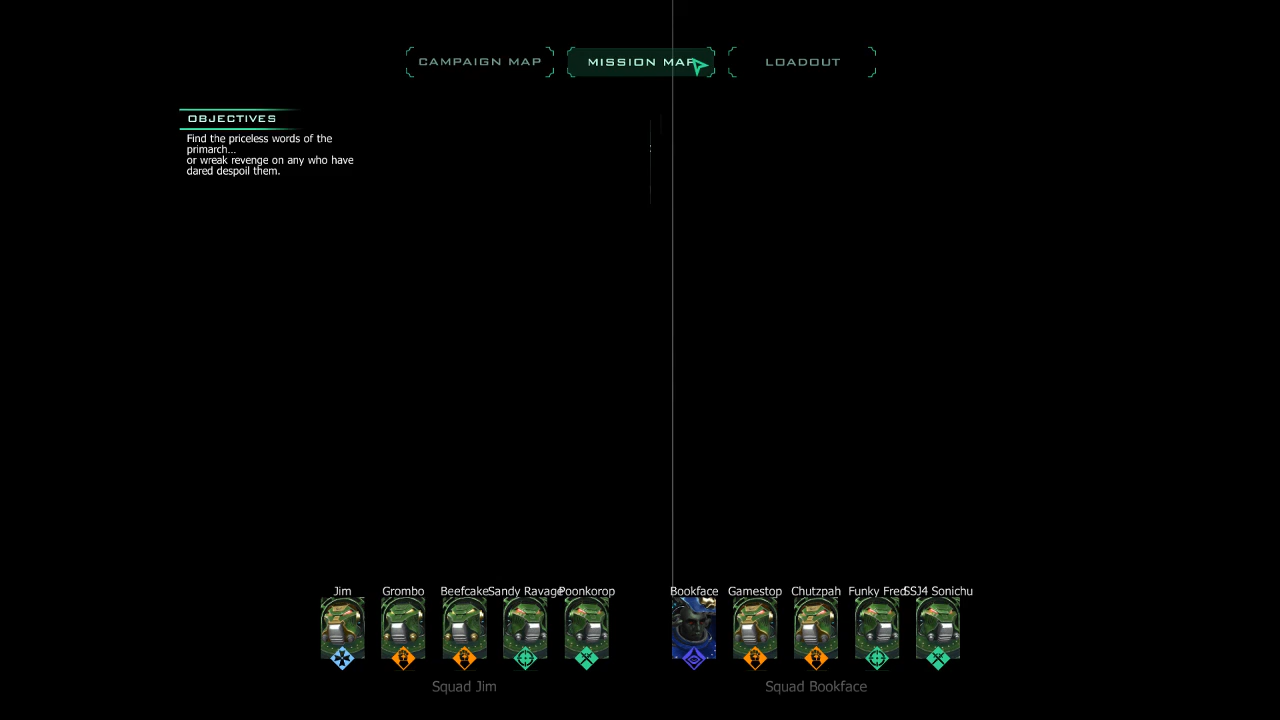 CAMPAIGN MAP
MISSION MAP
LOADOUT
OBJECTIVES
Find the priceless words of the
primarch...
or wreak revenge on any who have
dared despoil them.
Jim
Grombo
Beefcake
Sandy Ravage
Poonkorop
Bookface
Gamestop
Chutzpah
Funky Fred
SSJ4 Sonichu
Squad Jim
Squad Bookface